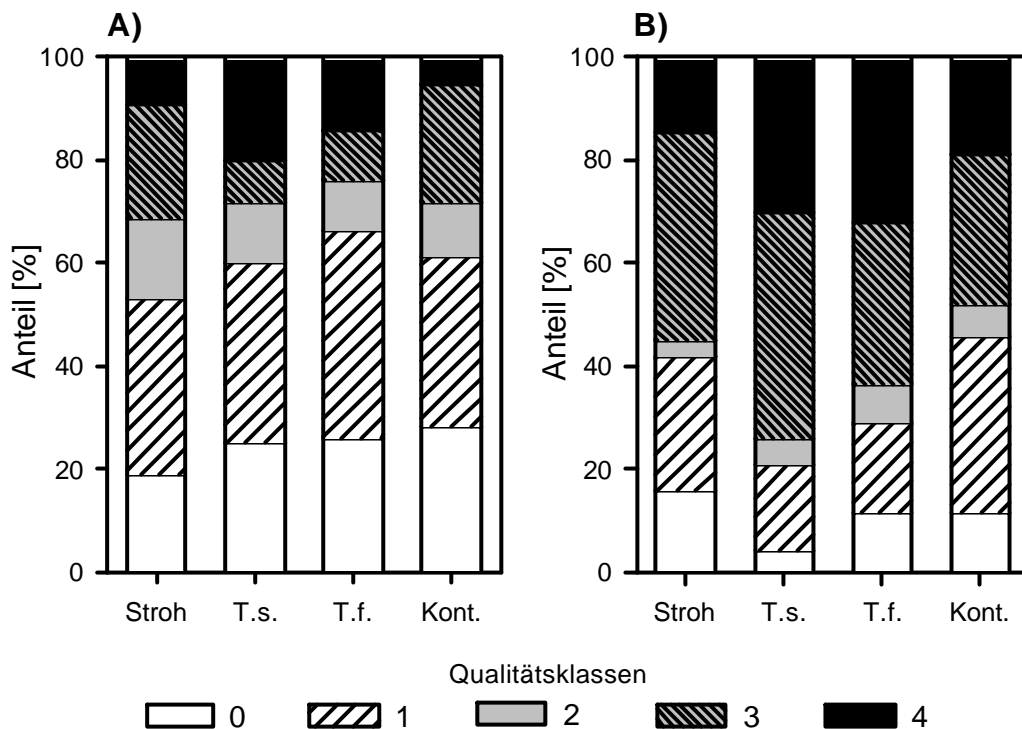 A)
B)
100
80
60
40
20
0
Anteil [%]
Stroh T.s. T.f. Kont.
100
80
60
40
20
0
Anteil [%]
Stroh T.s. T.f. Kont.
Qualitätsklassen
0 1 2 3 4